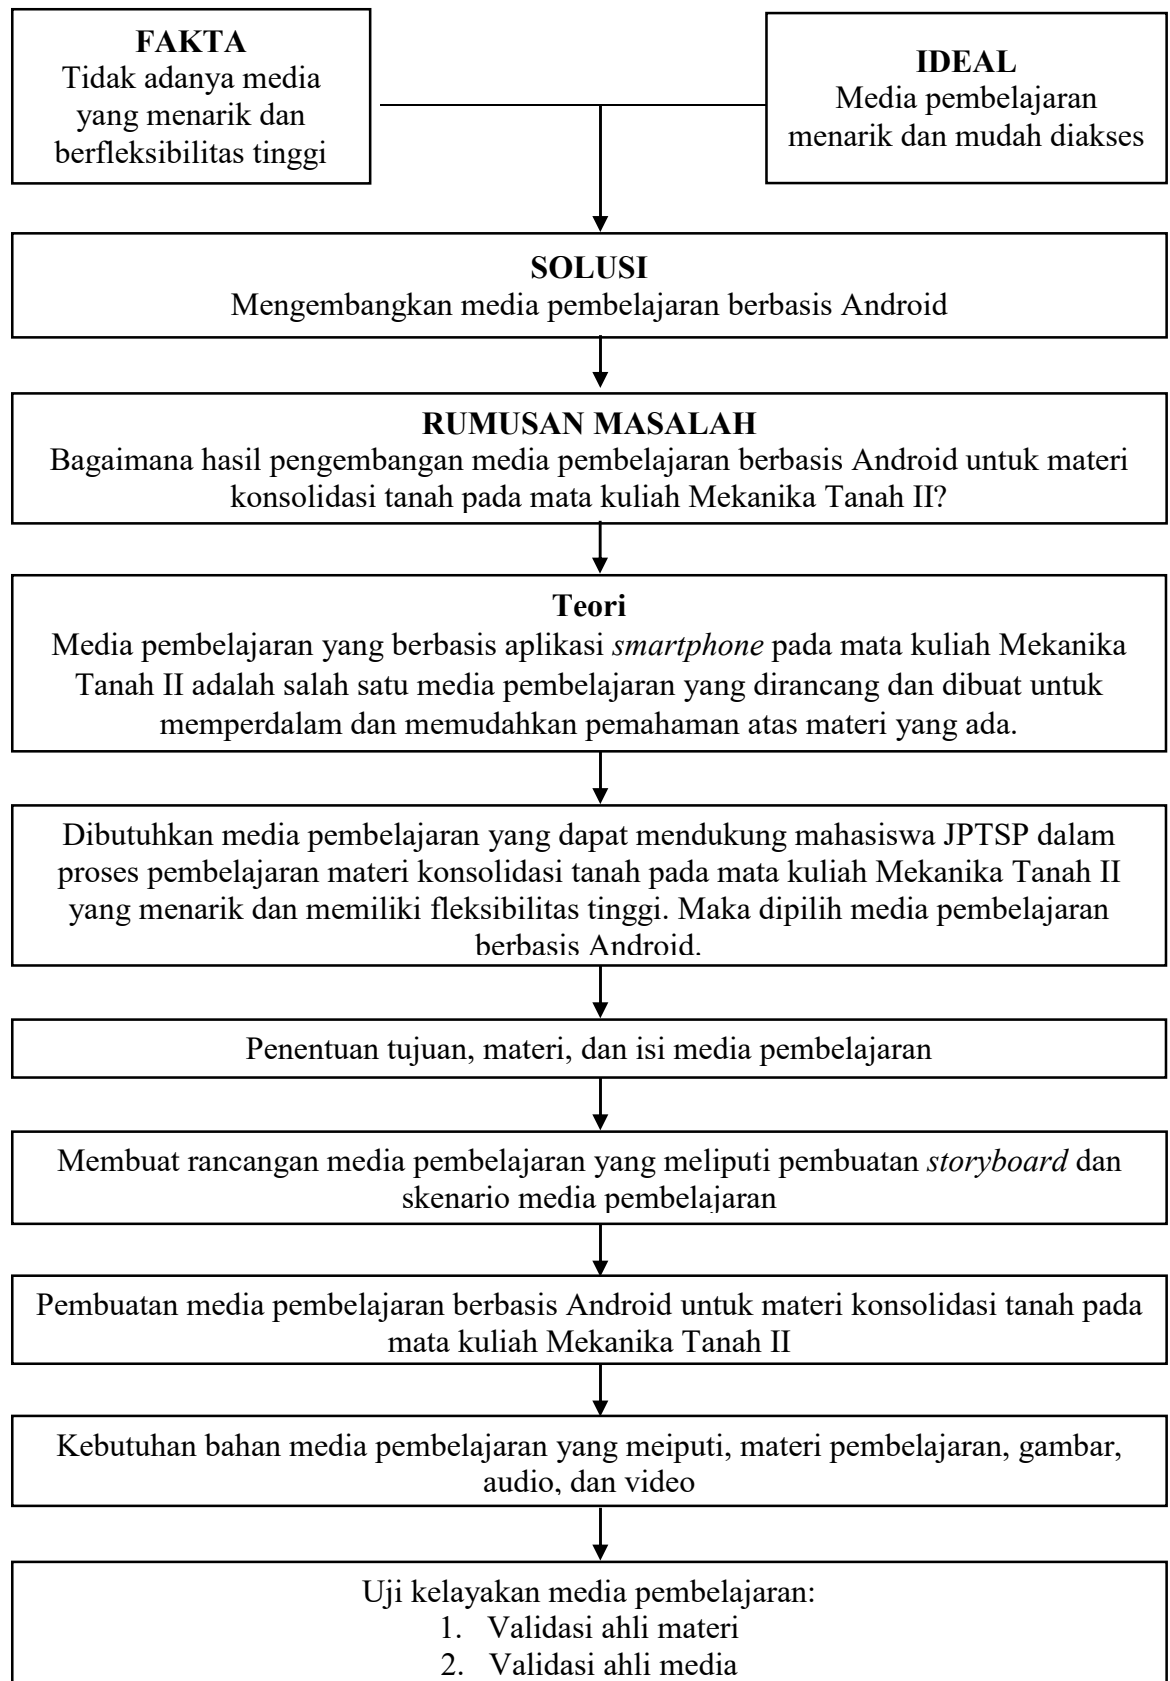 FAKTA
Tidak adanya media
yang menarik dan
berfleksibilitas tinggi
IDEAL
Media pembelajaran
menarik dan mudah diakses
SOLUSI
Mengembangkan media pembelajaran berbasis Android
RUMUSAN MASALAH
Bagaimana hasil pengembangan media pembelajaran berbasis Android untuk materi
konsolidasi tanah pada mata kuliah Mekanika Tanah II?
Teori
Media pembelajaran yang berbasis aplikasi smartphone pada mata kuliah Mekanika
Tanah II adalah salah satu media pembelajaran yang dirancang dan dibuat untuk
memperdalam dan memudahkan pemahaman atas materi yang ada.
Dibutuhkan media pembelajaran yang dapat mendukung mahasiswa JPTSP dalam
proses pembelajaran materi konsolidasi tanah pada mata kuliah Mekanika Tanah II
yang menarik dan memiliki fleksibilitas tinggi. Maka dipilih media pembelajaran
berbasis Android.
Penentuan tujuan, materi, dan isi media pembelajaran
Membuat rancangan media pembelajaran yang meliputi pembuatan storyboard dan
skenario media pembelajaran
Pembuatan media pembelajaran berbasis Android untuk materi konsolidasi tanah pada
mata kuliah Mekanika Tanah II
Kebutuhan bahan media pembelajaran yang meiputi, materi pembelajaran, gambar,
audio, dan video
Uji kelayakan media pembelajaran:
1. Validasi ahli materi
2. Validasi ahli media